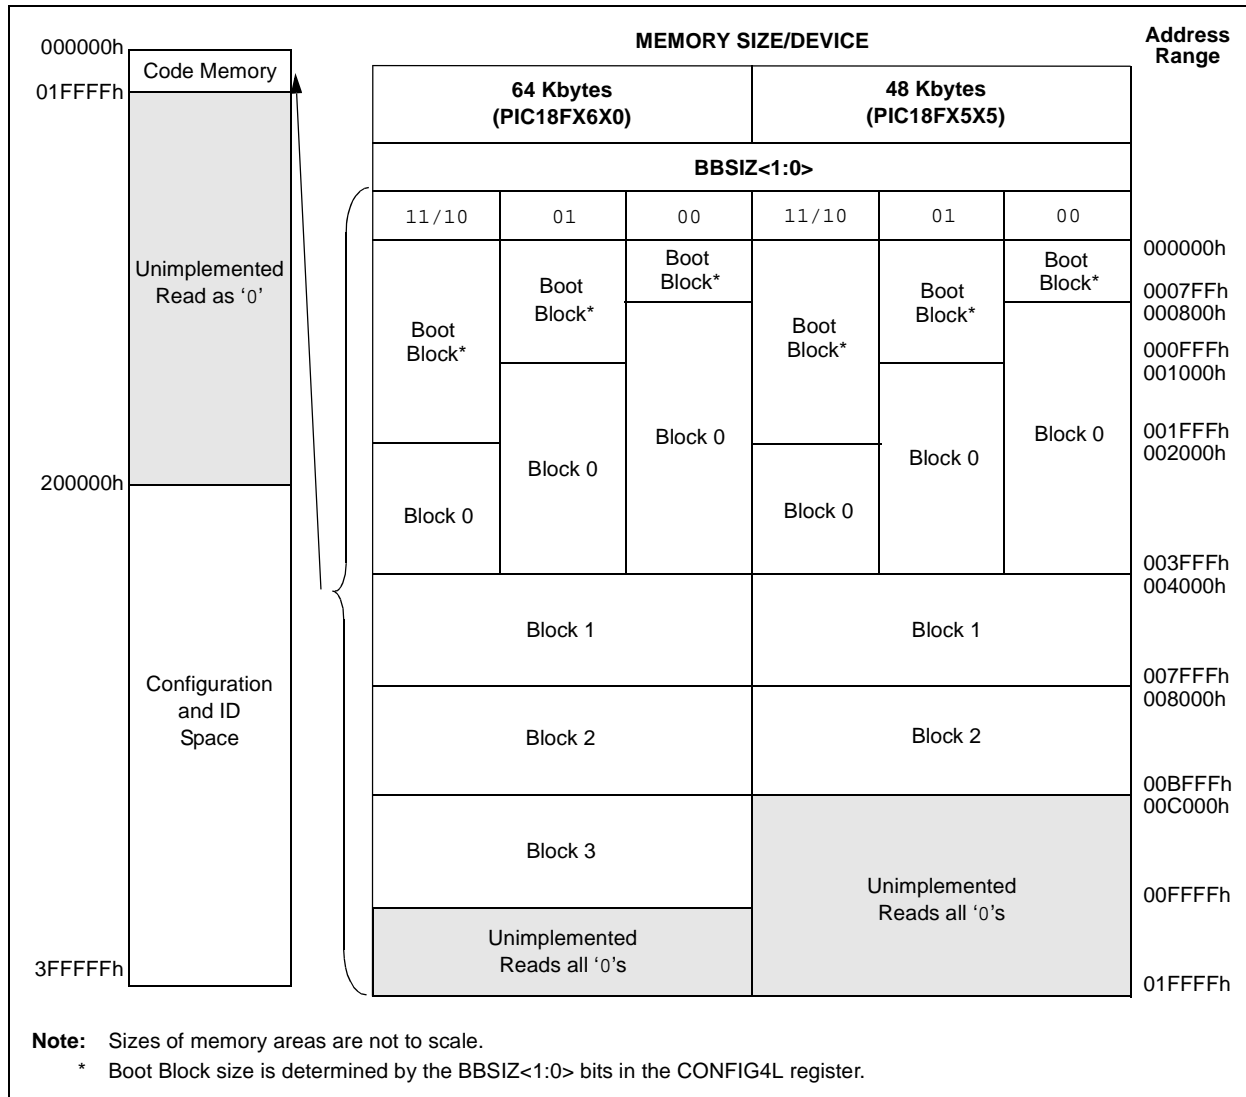 MEMORY SIZE/DEVICE
Address
Range
000000h
Code Memory
01FFFFh
Unimplemented
Read as ‘0’
200000h
Configuration
and ID
Space
3FFFFFh
64 Kbytes
(PIC18FX6X0)
48 Kbytes
(PIC18FX5X5)
BBSIZ<1:0>
11/10 01 00 11/10 01 00
Boot
Block*
Boot
Block*
Boot
Block*
Boot
Block*
Boot
Block*
Boot
Block*
Block 0
Block 0
Block 0
Block 0
Block 0
Block 0
Block 1
Block 1
Block 2
Block 2
Block 3
Unimplemented
Reads all ‘0’s
Unimplemented
Reads all ‘0’s
000000h
0007FFh
000800h
000FFFh
001000h
001FFFh
002000h
003FFFh
004000h
007FFFh
008000h
00BFFFh
00C000h
00FFFFh
01FFFFh
Note: Sizes of memory areas are not to scale.
* Boot Block size is determined by the BBSIZ<1:0> bits in the CONFIG4L register.